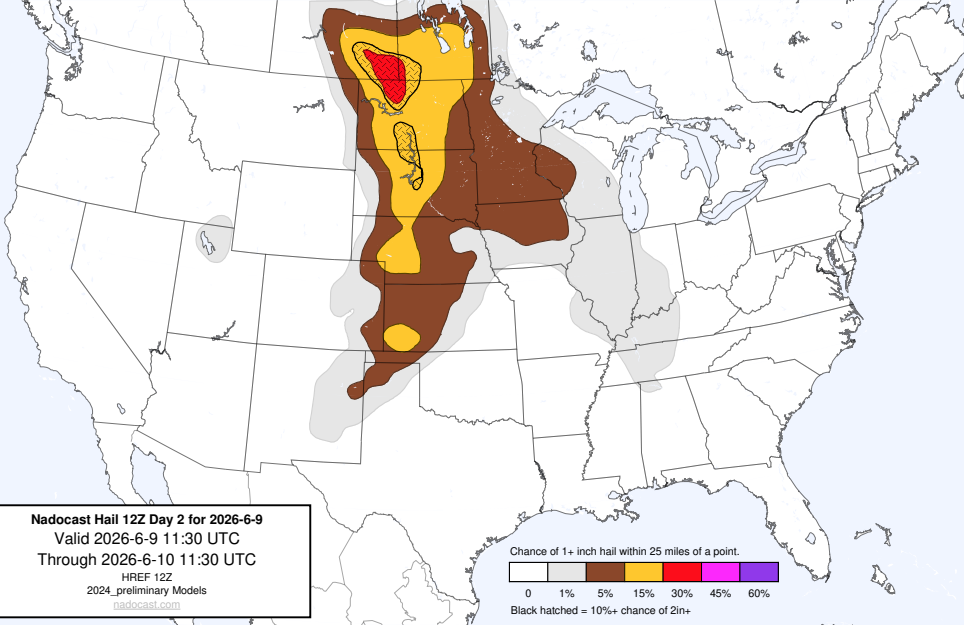 Nadocast Hail 12Z Day 2 for 2026-6-9
Valid 2026-6-9 11:30 UTC
Through 2026-6-10 11:30 UTC
HREF 12Z
2024_preliminary Models
nadocast.com
Chance of 1+ inch hail within 25 miles of a point.
0 1% 5% 15% 30% 45% 60%
Black hatched = 10%+ chance of 2in+